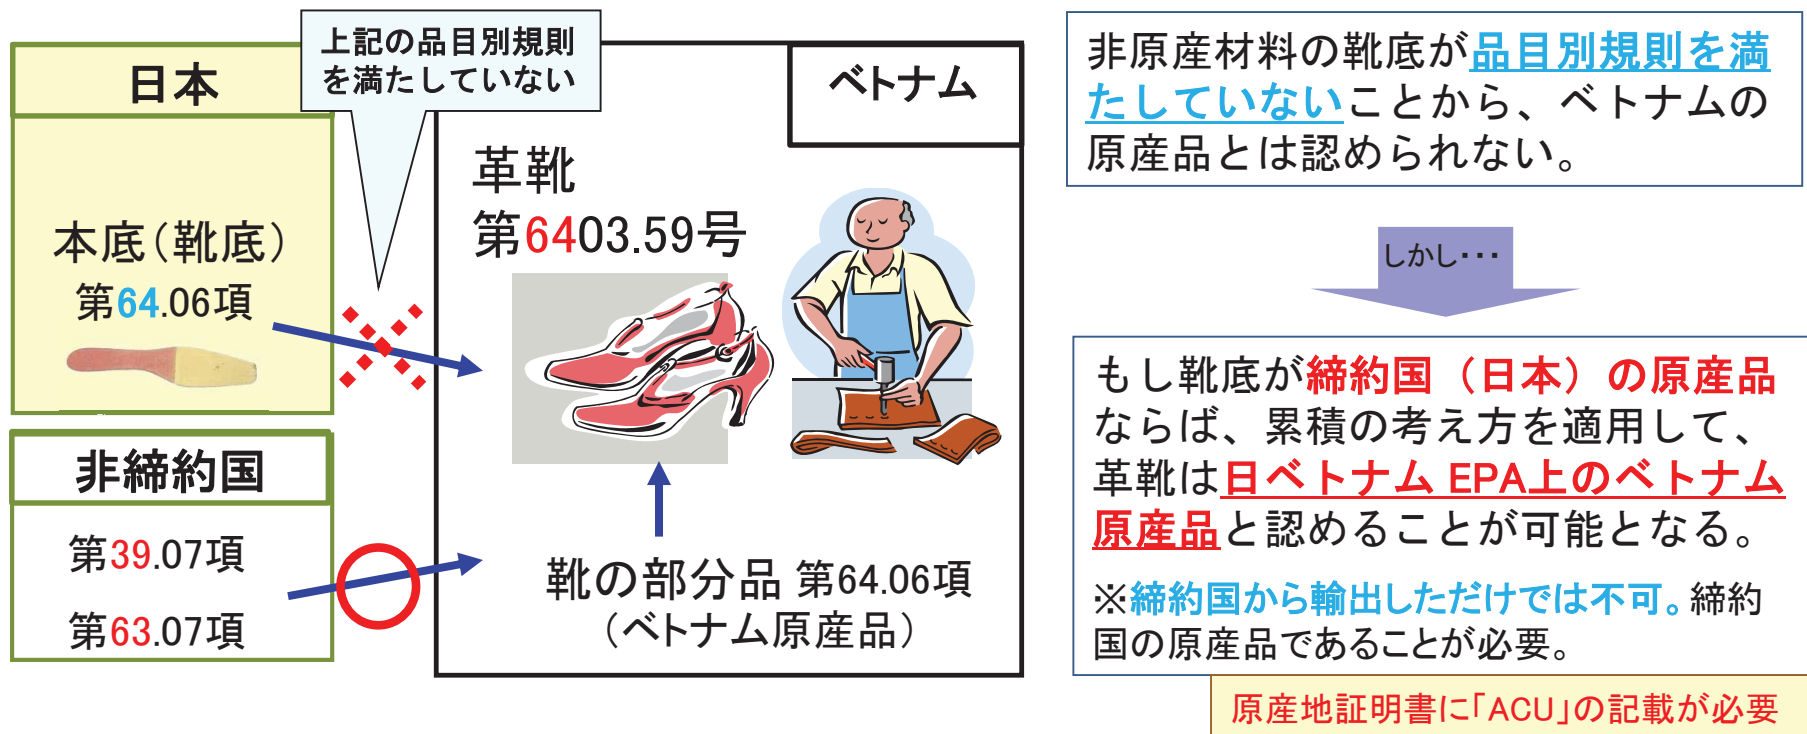 日本
本底(靴底)
第64.06項
非締約国
第39.07項
第63.07項
上記の品目別規則
を満たしていない
ベトナム
革靴
第6403.59号
靴の部分品 第64.06項
(ベトナム原産品)
非原産材料の靴底が品目別規則を満
たしていないことから、ベトナムの
原産品とは認められない。
しかし･･･
もし靴底が締約国（日本）の原産品
ならば、累積の考え方を適用して、
革靴は日ベトナム EPA上のベトナム
原産品と認めることが可能となる。
※締約国から輸出しただけでは不可。締約
国の原産品であることが必要。
原産地証明書に「ACU」の記載が必要